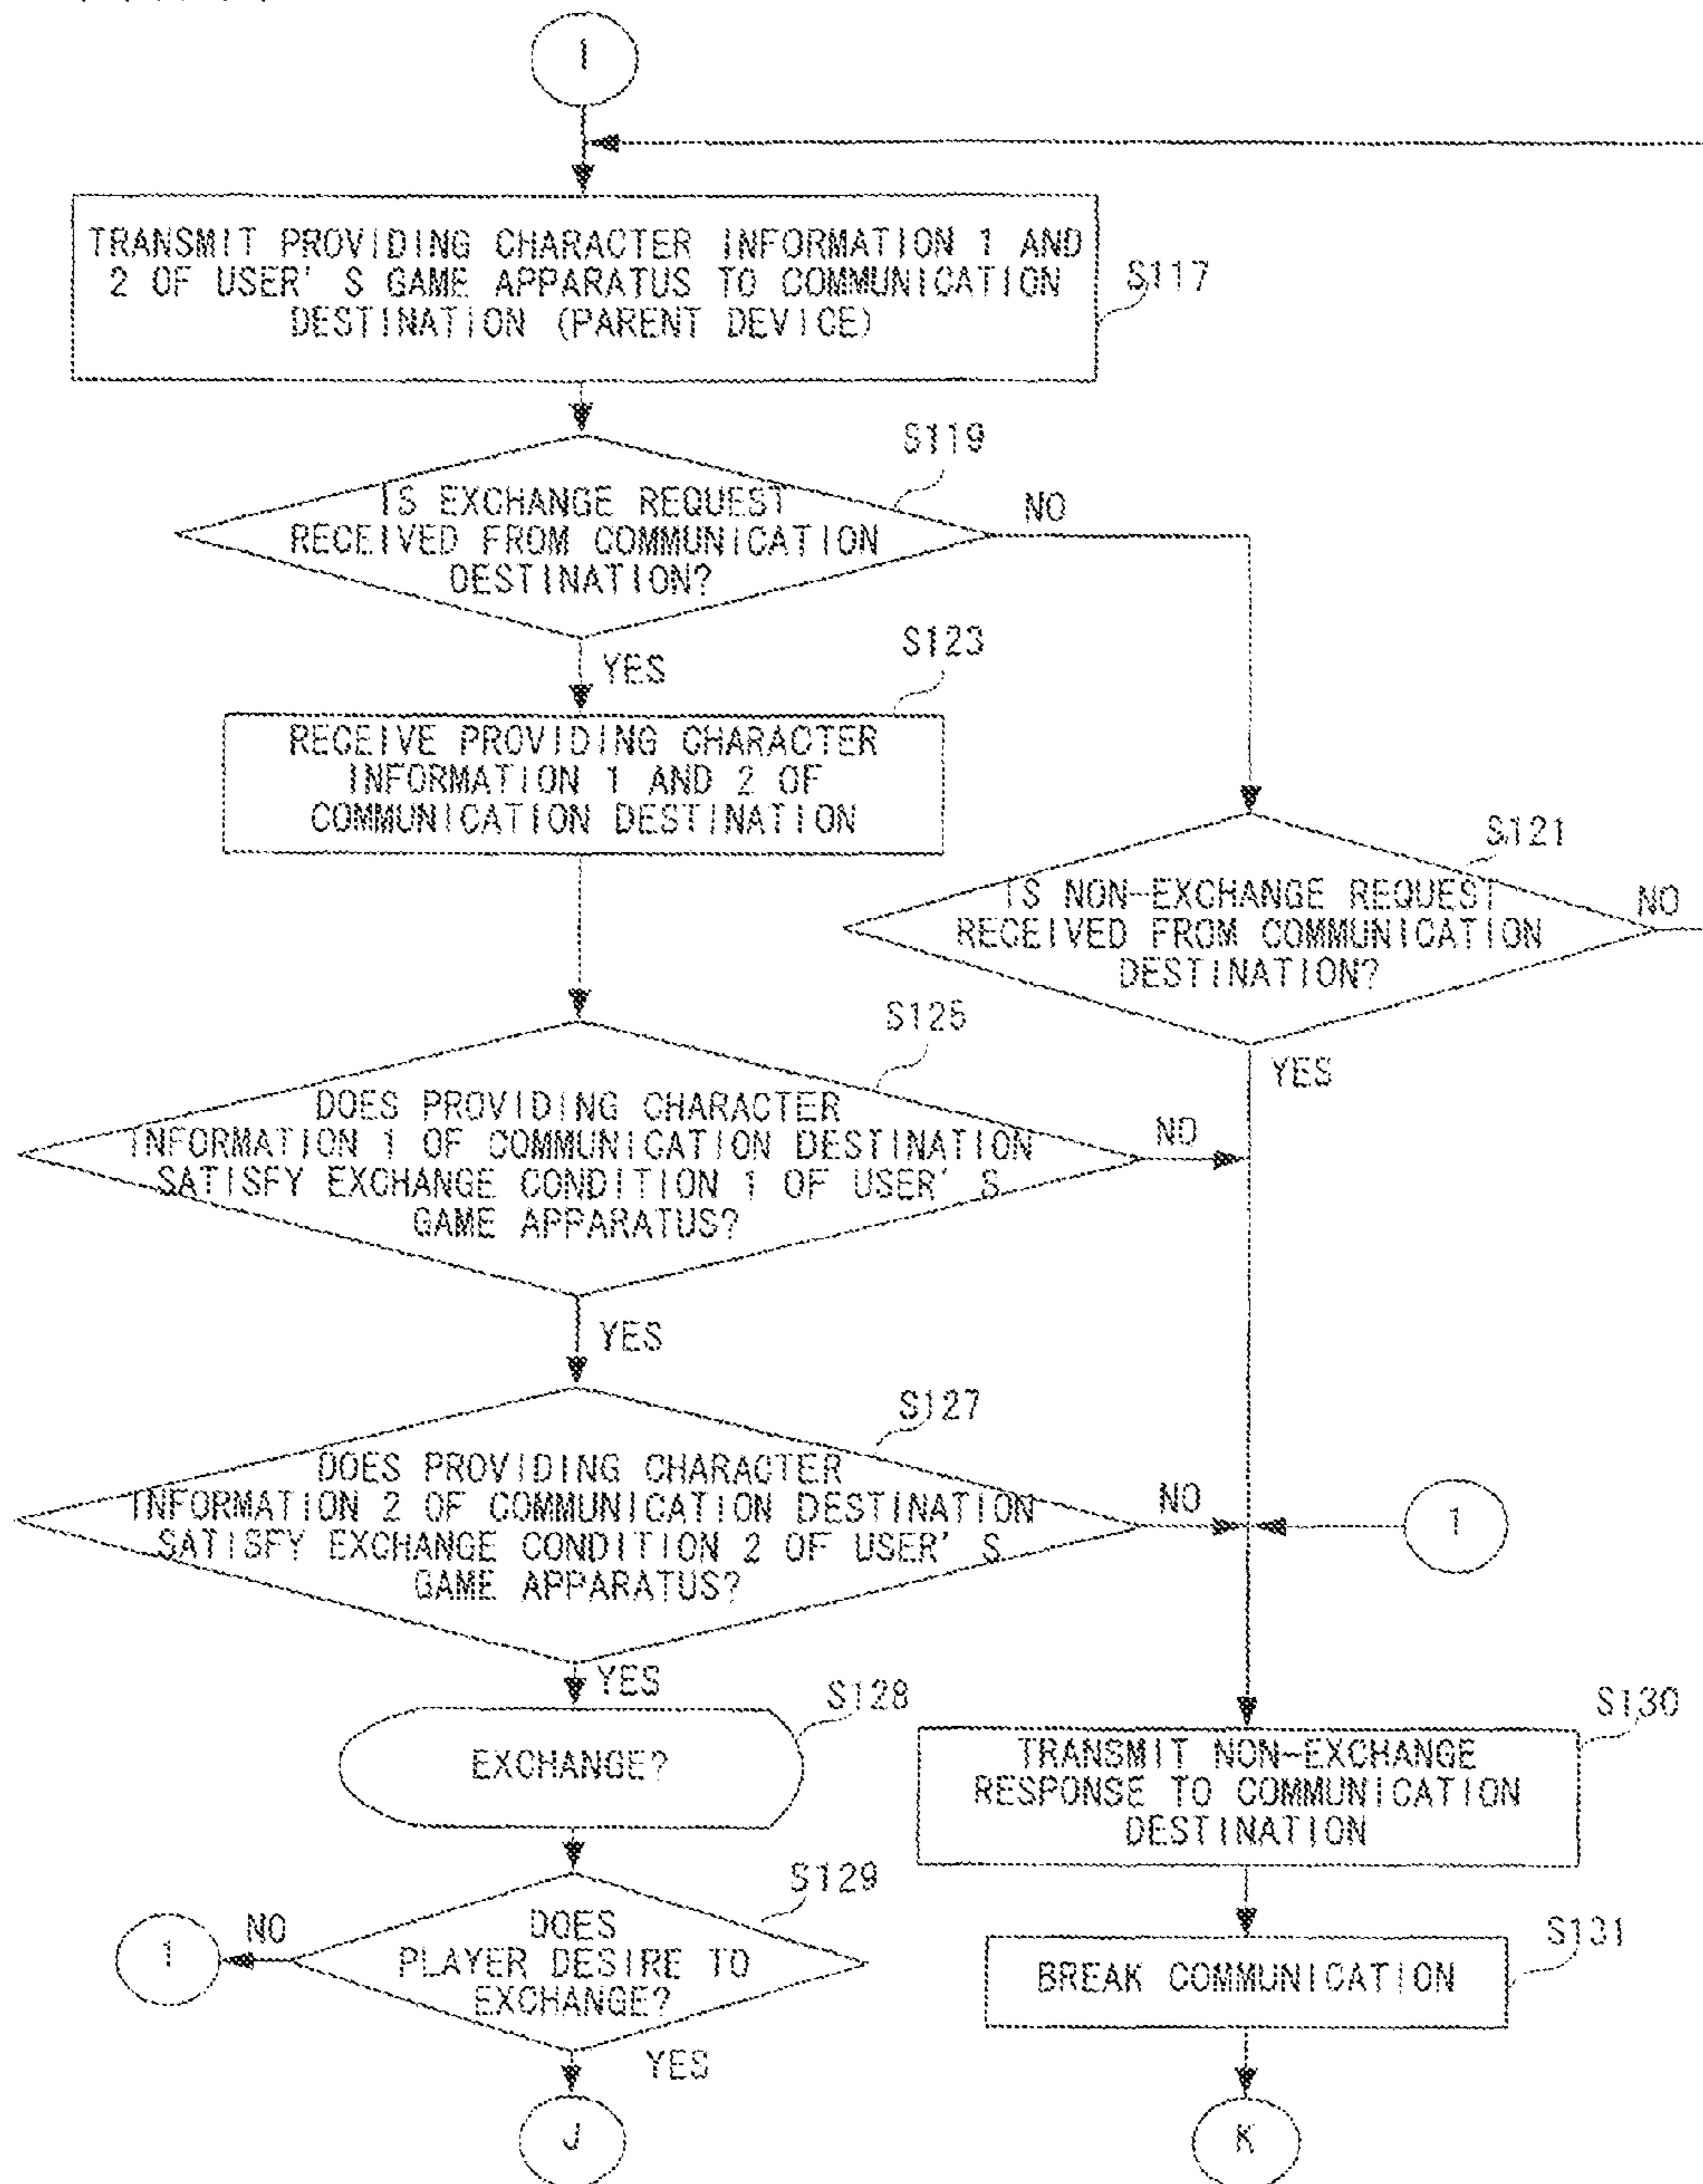 I
TRANSMIT PROVIDING CHARACTER INFORMATION 1 AND
2 OF USER'S GAME APPARATUS TO COMMUNICATION
DESTINATION (PARENT DEVICE)
S117
S119
IS EXCHANGE REQUEST
RECEIVED FROM COMMUNICATION
DESTINATION?
NO
YES
S123
RECEIVE PROVIDING CHARACTER
INFORMATION 1 AND 2 OF
COMMUNICATION DESTINATION
S121
IS NON-EXCHANGE REQUEST
RECEIVED FROM COMMUNICATION
DESTINATION?
NO
YES
S125
DOES PROVIDING CHARACTER
INFORMATION 1 OF COMMUNICATION DESTINATION
SATISFY EXCHANGE CONDITION 1 OF USER'S
GAME APPARATUS?
NO
YES
S127
DOES PROVIDING CHARACTER
INFORMATION 2 OF COMMUNICATION DESTINATION
SATISFY EXCHANGE CONDITION 2 OF USER'S
GAME APPARATUS?
NO
1
YES
S128
EXCHANGE?
S130
TRANSMIT NON-EXCHANGE
RESPONSE TO COMMUNICATION
DESTINATION
S129
DOES
PLAYER DESIRE TO
EXCHANGE?
NO
1
YES
J
S131
BREAK COMMUNICATION
K